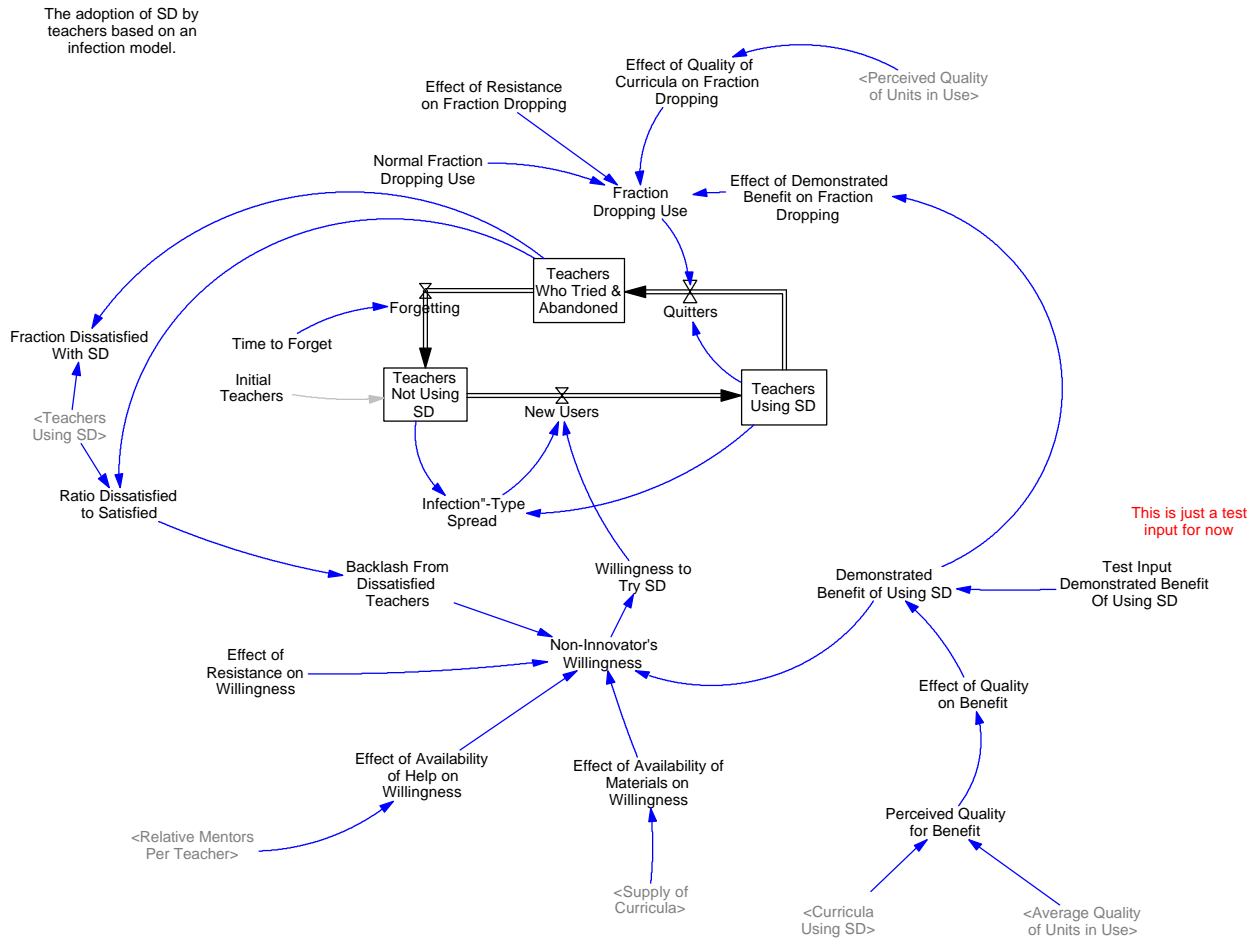 The adoption of SD by
teachers based on an
infection model.
Effect of Quality of
Curricula on Fraction
Dropping
<Perceived Quality
of Units in Use>
Effect of Resistance
on Fraction Dropping
Normal Fraction
Dropping Use
Fraction
Dropping Use
Effect of Demonstrated
Benefit on Fraction
Dropping
Teachers
Who Tried &
Abandoned
Forgetting
Quitters
Fraction Dissatisfied
With SD
Time to Forget
Initial
Teachers
Teachers
Not Using
SD
New Users
Teachers
Using SD
<Teachers
Using SD>
Ratio Dissatisfied
to Satisfied
Infection"-Type
Spread
This is just a test
input for now
Backlash From
Dissatisfied
Teachers
Willingness to
Try SD
Demonstrated
Benefit of Using SD
Test Input
Demonstrated Benefit
Of Using SD
Non-Innovator's
Willingness
Effect of
Resistance on
Willingness
Effect of Quality
on Benefit
Effect of Availability
of Help on
Willingness
Effect of Availability of
Materials on
Willingness
Perceived Quality
for Benefit
<Relative Mentors
Per Teacher>
<Supply of
Curricula>
<Curricula
Using SD>
<Average Quality
of Units in Use>